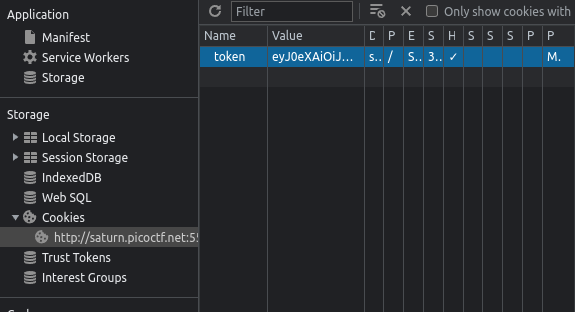 Application
Manifest
Service Workers
Storage
Storage
Local Storage
Session Storage
IndexedDB
Web SQL
Cookies
http://saturn.picoctf.net:5
Trust Tokens
Interest Groups
Filter
Only show cookies with
Name Value D P E S H S S S P P
token eyJ0eXAiOiJ... s.. / S.. 3.. ✓ M.